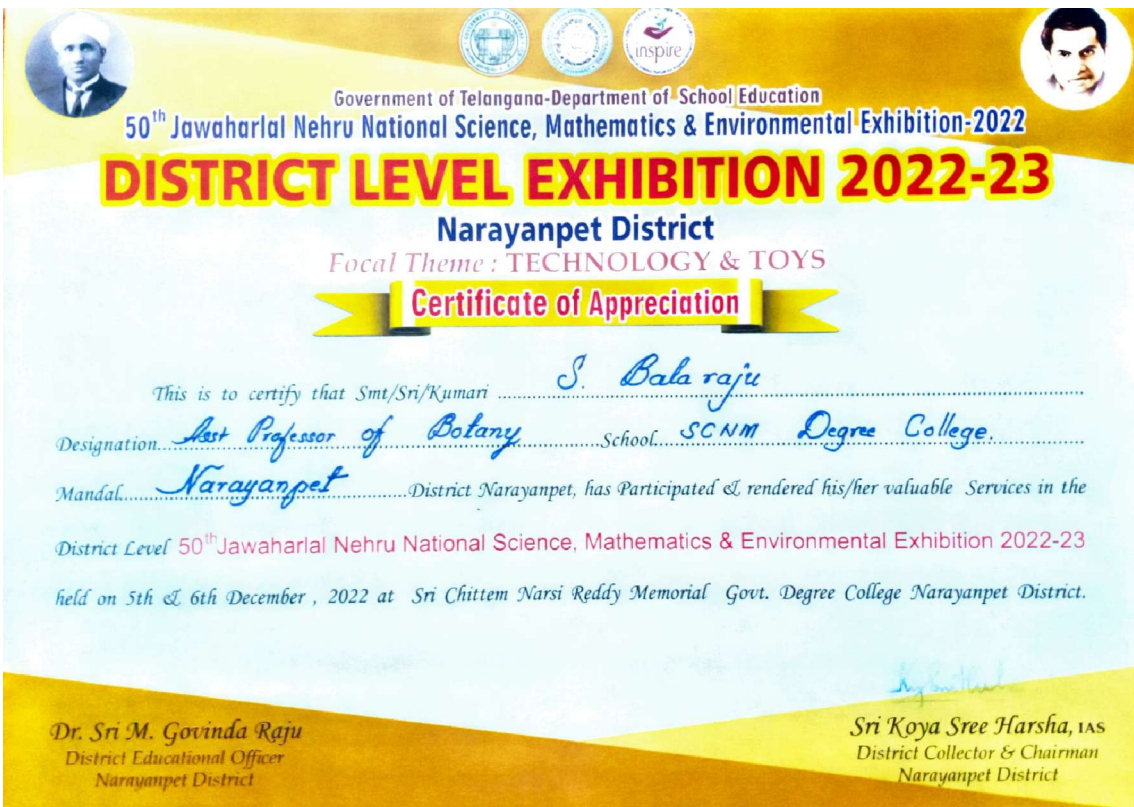 inspire
Government of Telangana-Department of School Education
50th Jawaharlal Nehru National Science, Mathematics & Environmental Exhibition-2022
DISTRICT LEVEL EXHIBITION 2022-23
Narayanpet District
Focal Theme : TECHNOLOGY & TOYS
Certificate of Appreciation
This is to certify that Smt/Sri/Kumari S. Bala raju
Designation Asst Professor of Botany School SCNM Degree College.
Mandal Narayanpet District Narayanpet, has Participated & rendered his/her valuable Services in the
District Level 50th Jawaharlal Nehru National Science, Mathematics & Environmental Exhibition 2022-23
held on 5th & 6th December , 2022 at Sri Chittem Narsi Reddy Memorial Govt. Degree College Narayanpet District.
Dr. Sri M. Govinda Raju
District Educational Officer
Narayanpet District
Sri Koya Sree Harsha, IAS
District Collector & Chairman
Narayanpet District